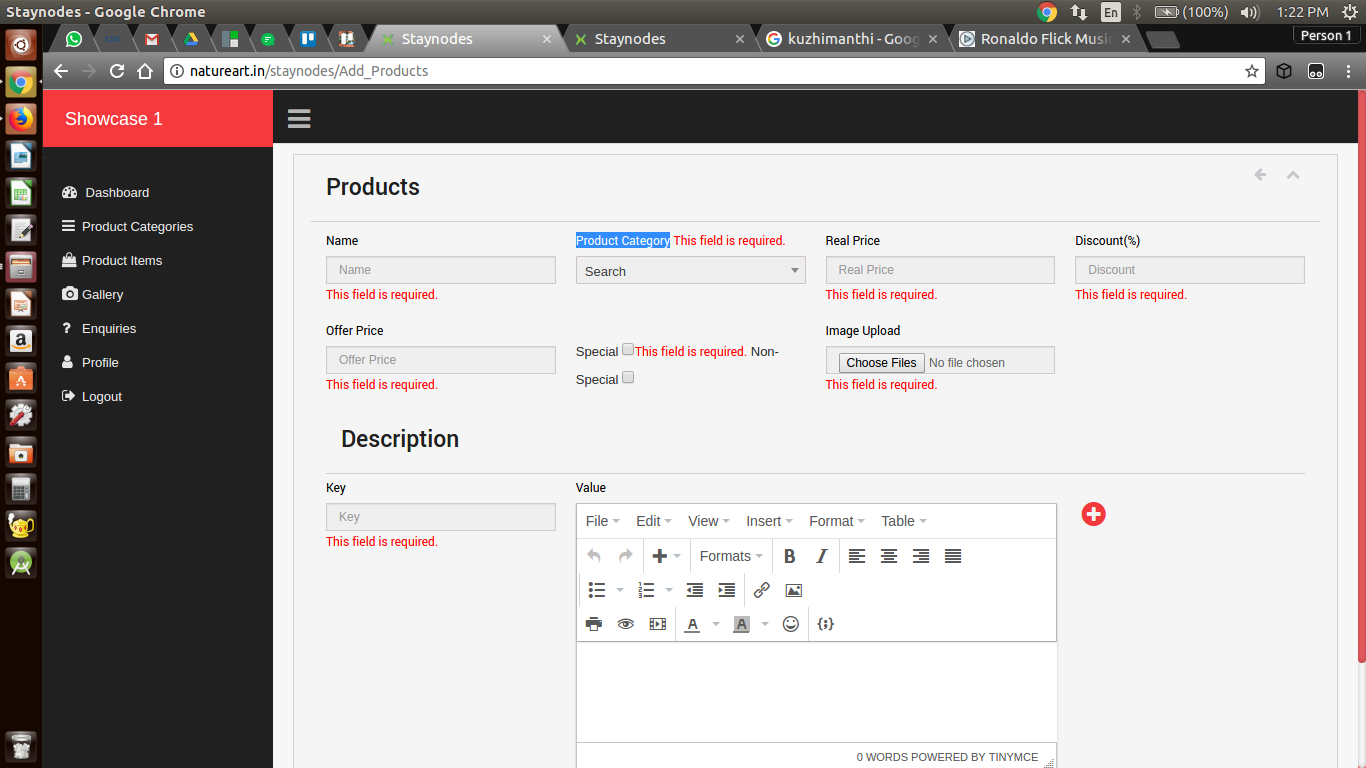 Staynodes - Google Chrome
En (100%) 1:22 PM
Staynodes
Staynodes
kuzhimanthi - Goog
Ronaldo Flick Music
Person 1
natureart.in/staynodes/Add_Products
Showcase 1
Dashboard
Product Categories
Product Items
Gallery
Enquiries
Profile
Logout
Products
Name
Product Category This field is required.
Real Price
Discount(%)
Name
Search
Real Price
Discount
This field is required.
This field is required.
This field is required.
Offer Price
Image Upload
Offer Price
Special This field is required. Non-
Special
Choose Files No file chosen
This field is required.
This field is required.
Description
Key
Value
Key
This field is required.
File Edit View Insert Format Table
Formats B I
A A
0 WORDS POWERED BY TINYMCE